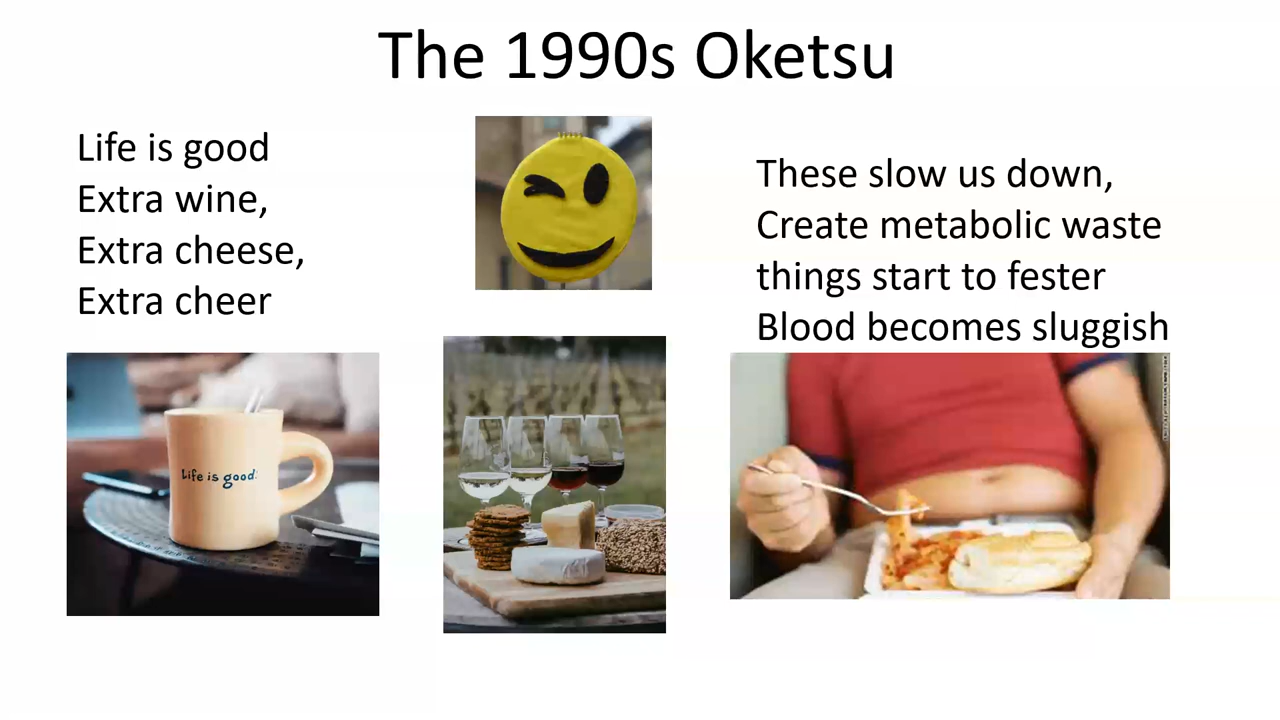 The 1990s Oketsu
Life is good
Extra wine,
Extra cheese,
Extra cheer
These slow us down,
Create metabolic waste
things start to fester
Blood becomes sluggish
Life is good